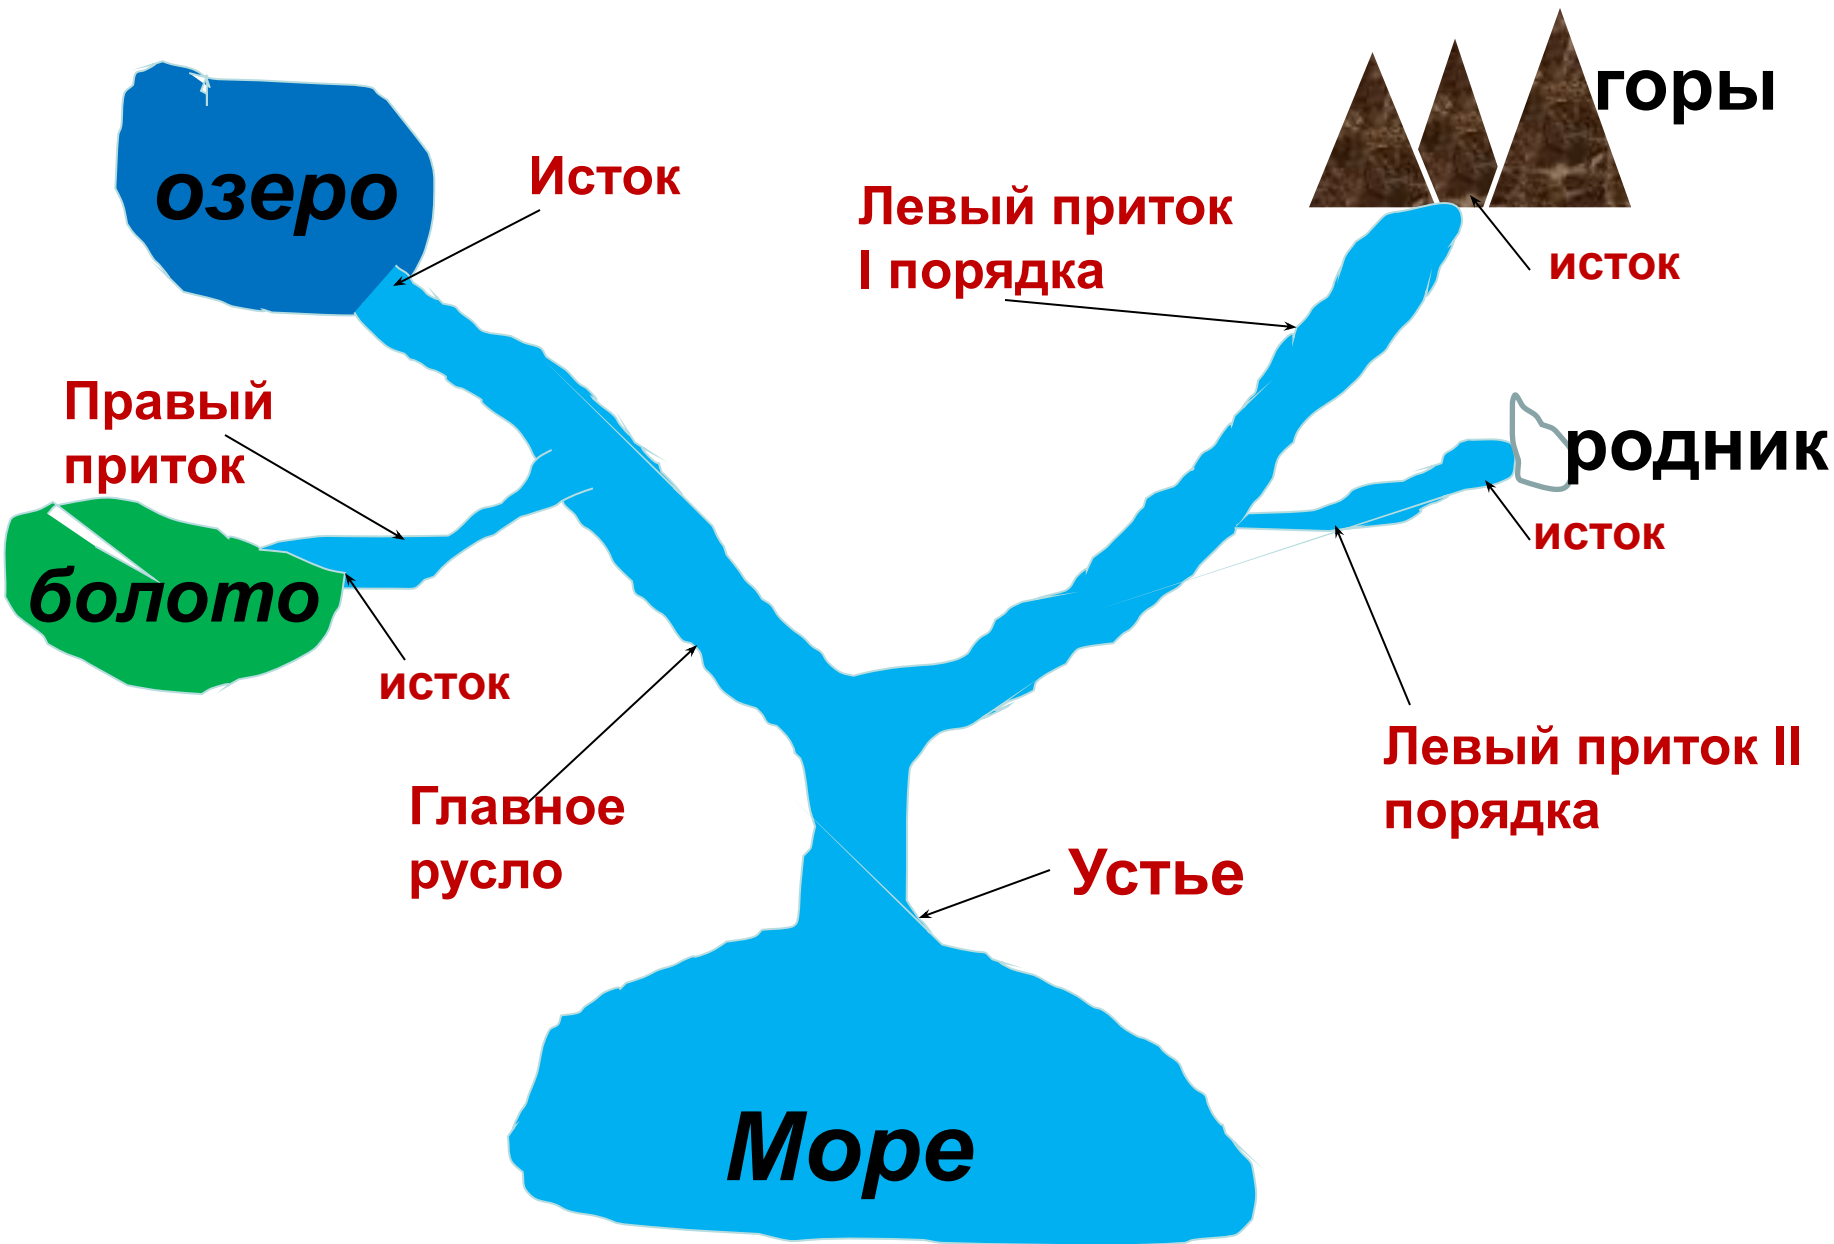 горы
озеро
Исток
Левый приток
I порядка
исток
Правый
приток
родник
исток
болото
исток
Левый приток II
порядка
Главное
русло
Устье
Море